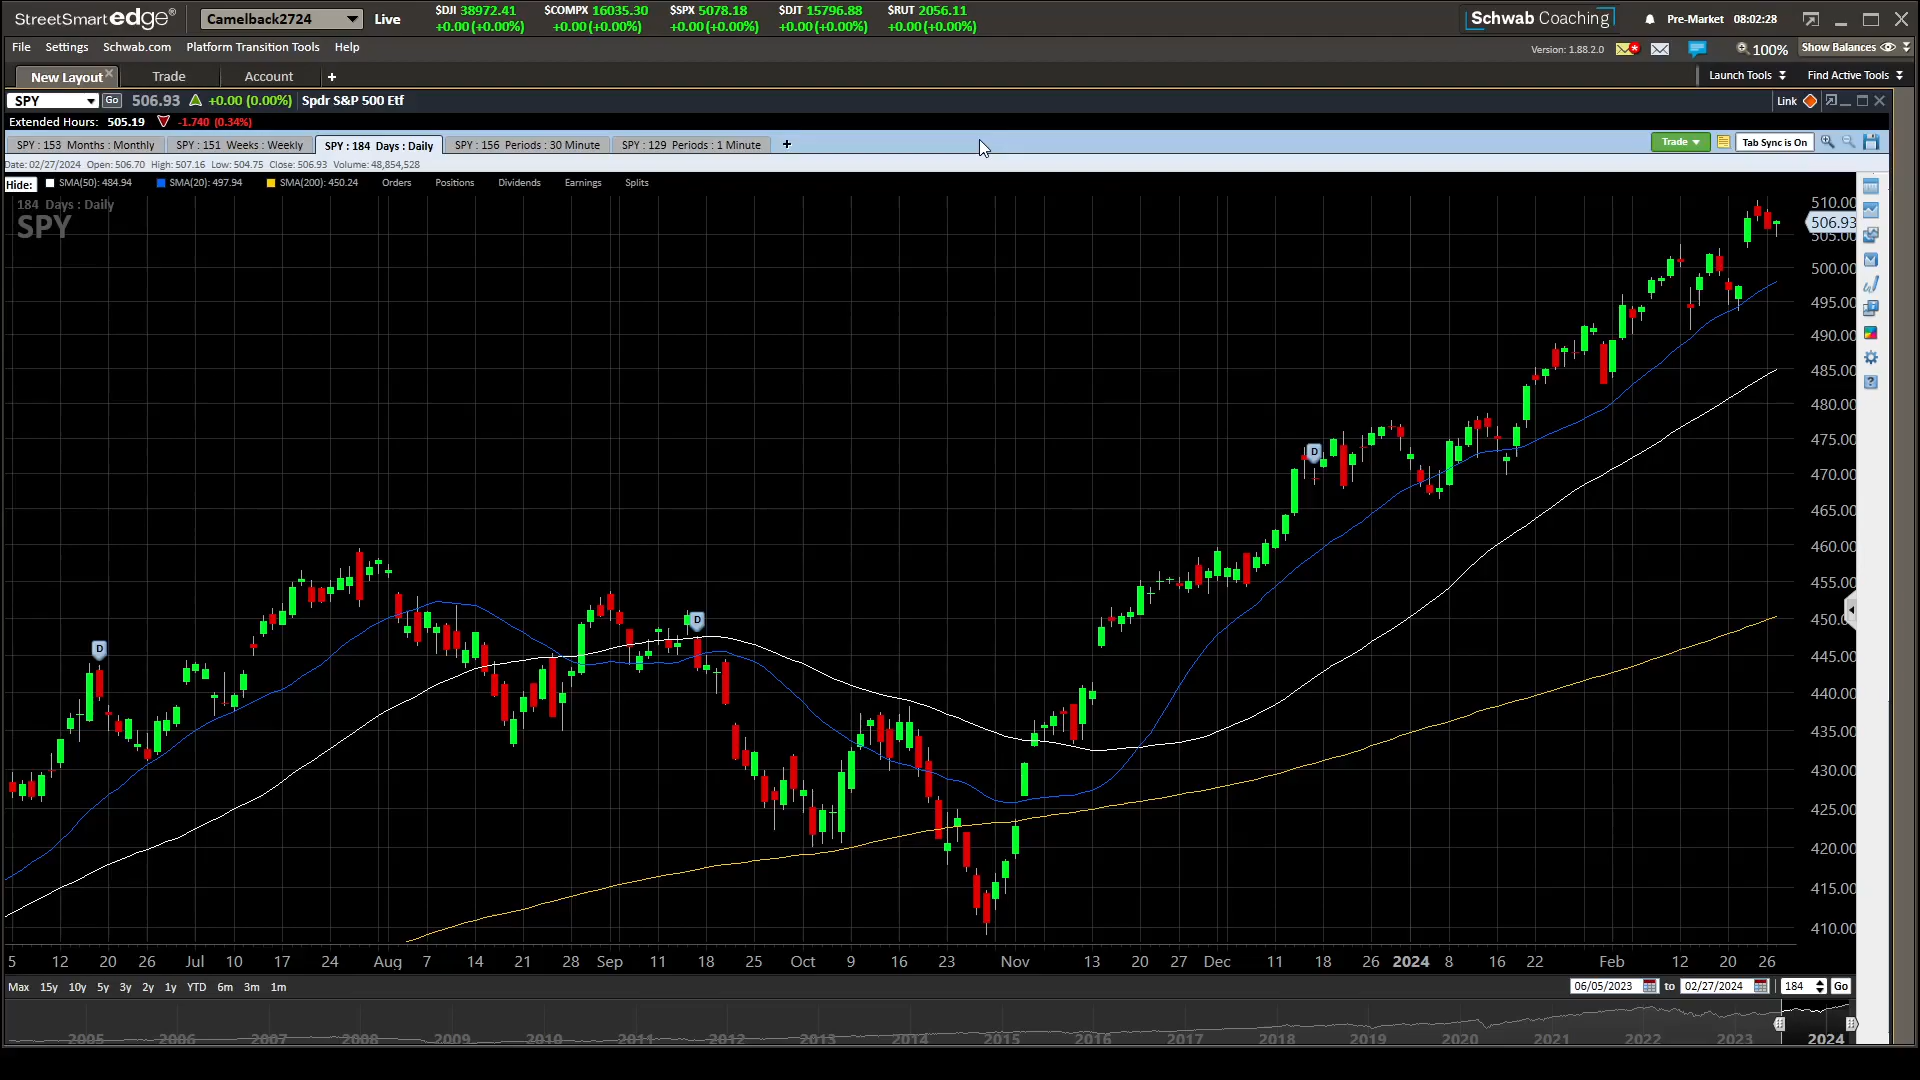 StreetSmart edge® Camelback2724 Live $DJI 38972.41 $COMPX 16035.30 $SPX 5078.18 $DJT 15796.88 $RUT 2056.11 Schwab Coaching Pre-Market 08:02:28
+0.00 (+0.00%) +0.00 (+0.00%) +0.00 (+0.00%) +0.00 (+0.00%) +0.00 (+0.00%)
File Settings Schwab.com Platform Transition Tools Help Version: 1.88.2.0 100% Show Balances
New Layout Trade Account + Launch Tools Find Active Tools
SPY Go 506.93 +0.00 (0.00%) Spdr S&P 500 Etf Link
Extended Hours: 505.19 -1.740 (0.34%)
SPY : 153 Months : Monthly SPY : 151 Weeks : Weekly SPY : 184 Days : Daily SPY : 156 Periods : 30 Minute SPY : 129 Periods : 1 Minute + Trade Tab Sync is On
Date: 02/27/2024 Open: 506.70 High: 507.16 Low: 504.75 Close: 506.93 Volume: 48,854,528
Hide: SMA(50): 484.94 SMA(20): 497.94 SMA(200): 450.24 Orders Positions Dividends Earnings Splits
184 Days : Daily
SPY
510.00
506.93
505.00
500.00
495.00
490.00
485.00
480.00
475.00
D
470.00
465.00
460.00
455.00
450.00
D
D
445.00
440.00
435.00
430.00
425.00
420.00
415.00
410.00
5 12 20 26 Jul 10 17 24 Aug 7 14 21 28 Sep 11 18 25 Oct 9 16 23 Nov 13 20 27 Dec 11 18 26 2024 8 16 22 Feb 12 20 26
Max 15y 10y 5y 3y 2y 1y YTD 6m 3m 1m 06/05/2023 to 02/27/2024 184 Go
2005 2006 2007 2008 2009 2010 2011 2012 2013 2014 2015 2016 2017 2018 2019 2020 2021 2022 2023 2024